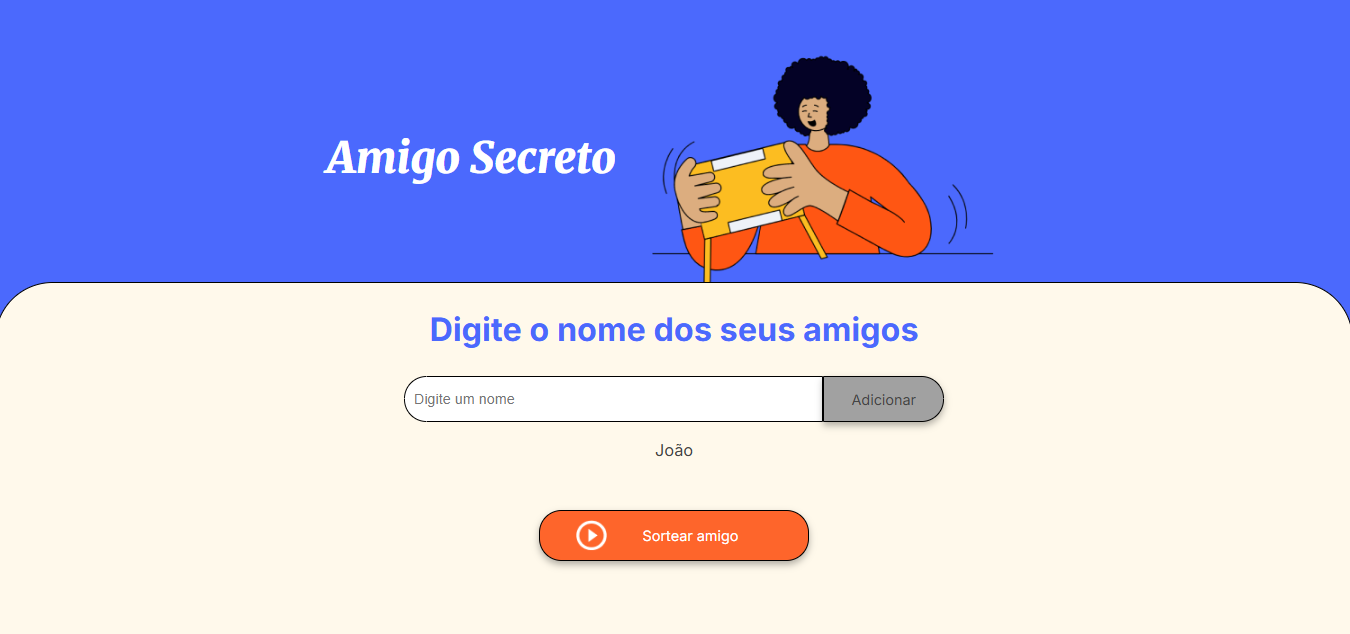 Amigo Secreto
Digite o nome dos seus amigos
Digite um nome
Adicionar
João
Sortear amigo